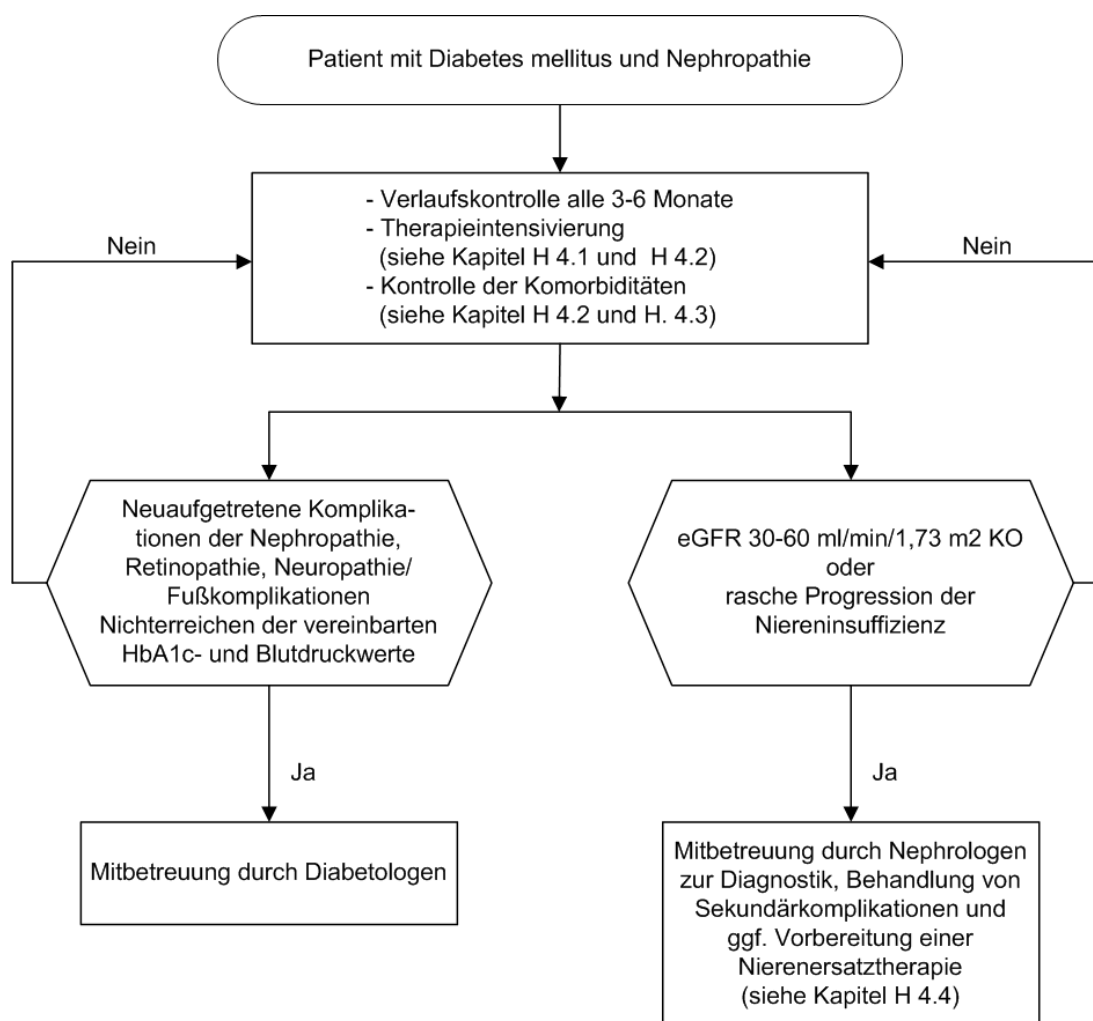 Patient mit Diabetes mellitus und Nephropathie
- Verlaufskontrolle alle 3-6 Monate
- Therapieintensivierung
(siehe Kapitel H 4.1 und H 4.2)
- Kontrolle der Komorbiditäten
(siehe Kapitel H 4.2 und H. 4.3)
Nein
Nein
Neuaufgetretene Komplika-
tionen der Nephropathie,
Retinopathie, Neuropathie/
Fußkomplikationen
Nichterreichen der vereinbarten
HbA1c- und Blutdruckwerte
eGFR 30-60 ml/min/1,73 m2 KO
oder
rasche Progression der
Niereninsuffizienz
Ja
Ja
Mitbetreuung durch Diabetologen
Mitbetreuung durch Nephrologen
zur Diagnostik, Behandlung von
Sekundärkomplikationen und
ggf. Vorbereitung einer
Nierenersatztherapie
(siehe Kapitel H 4.4)